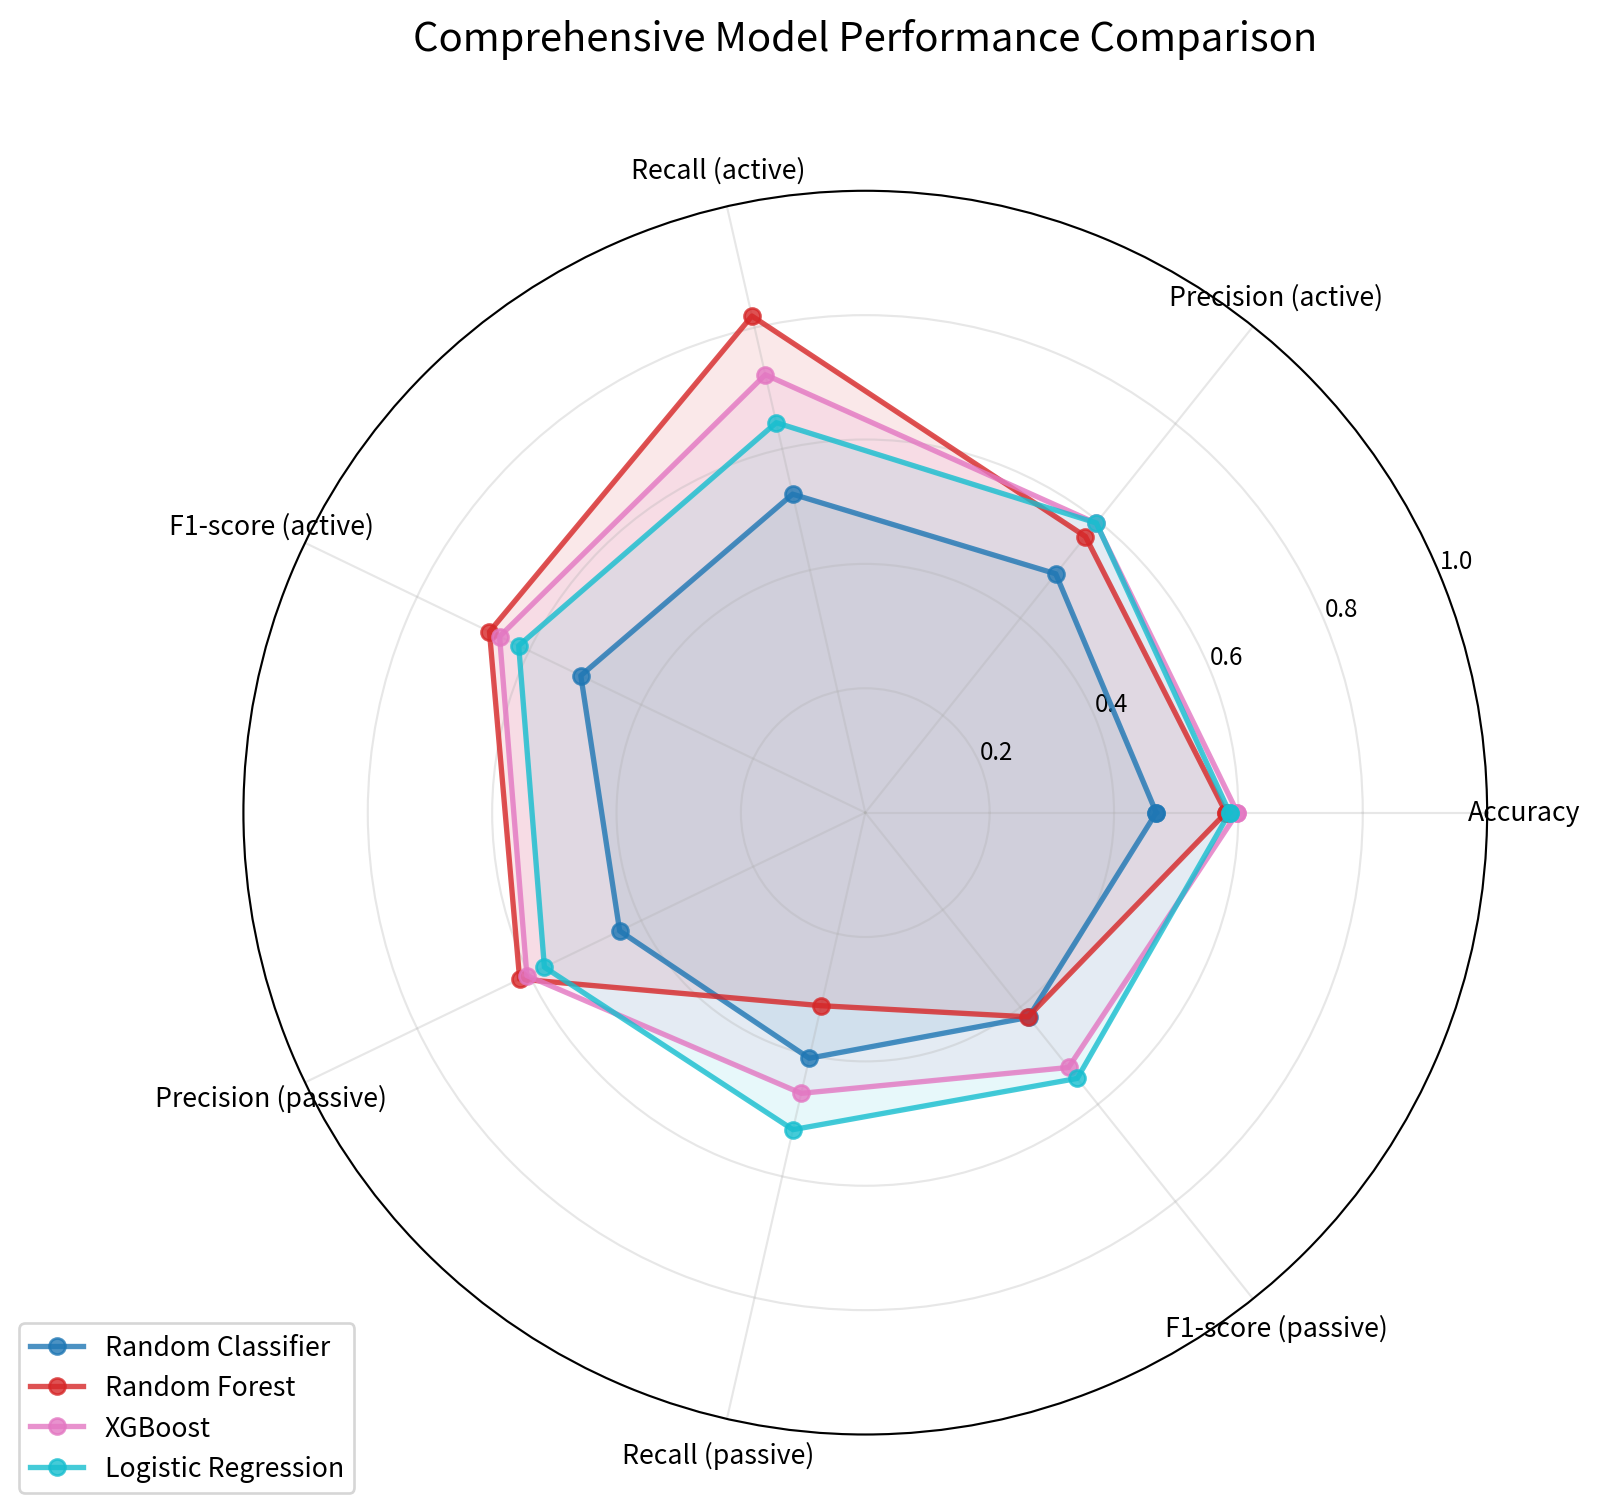 Comprehensive Model Performance Comparison
Recall (active)
Precision (active)
F1-score (active)
1.0
0.8
0.6
0.4
0.2
Accuracy
Precision (passive)
F1-score (passive)
Recall (passive)
Random Classifier
Random Forest
XGBoost
Logistic Regression